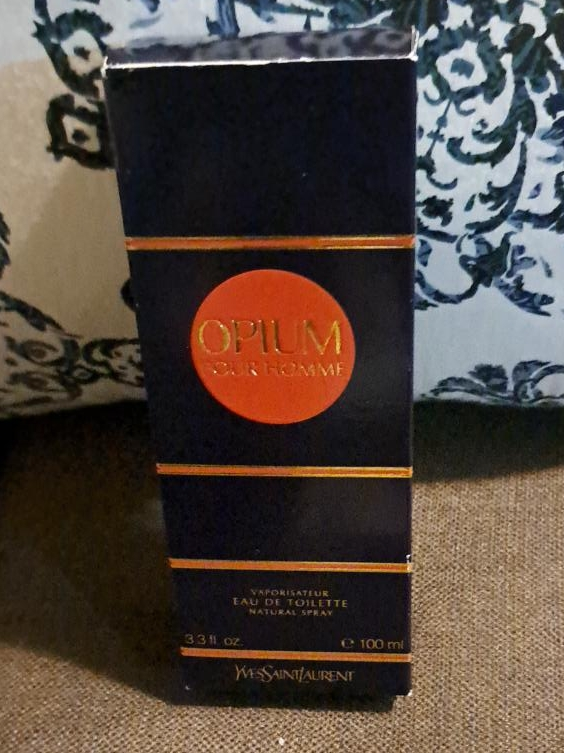 OPIUM
POUR HOMME
VAPORISATEUR
EAU DE TOILETTE
NATURAL SPRAY
3.3 fl. oz. ℮ 100 ml
YVESSAINTLAURENT